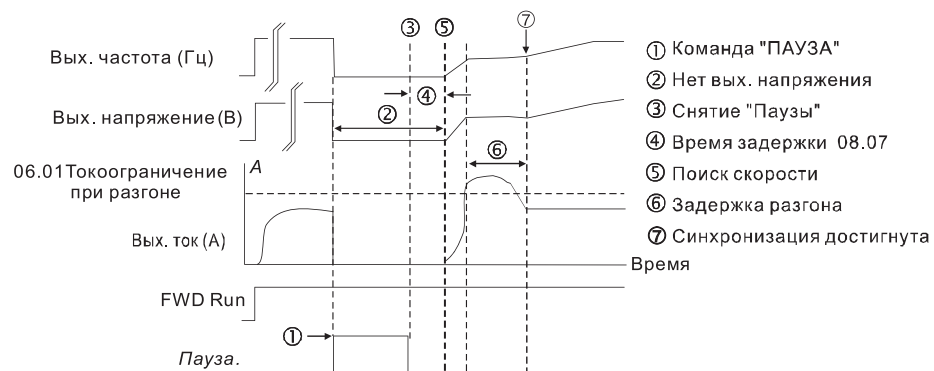 ③ ⑤ ⑦
Вых. частота (Гц)
④
Вых. напряжение (В)
②
06.01Токоограничение
при разгоне
A
⑥
Вых. ток (А)
Время
FWD Run
①
Пауза.
① Команда "ПАУЗА"
② Нет вых. напряжения
③ Снятие "Паузы"
④ Время задержки 08.07
⑤ Поиск скорости
⑥ Задержка разгона
⑦ Синхронизация достигнута